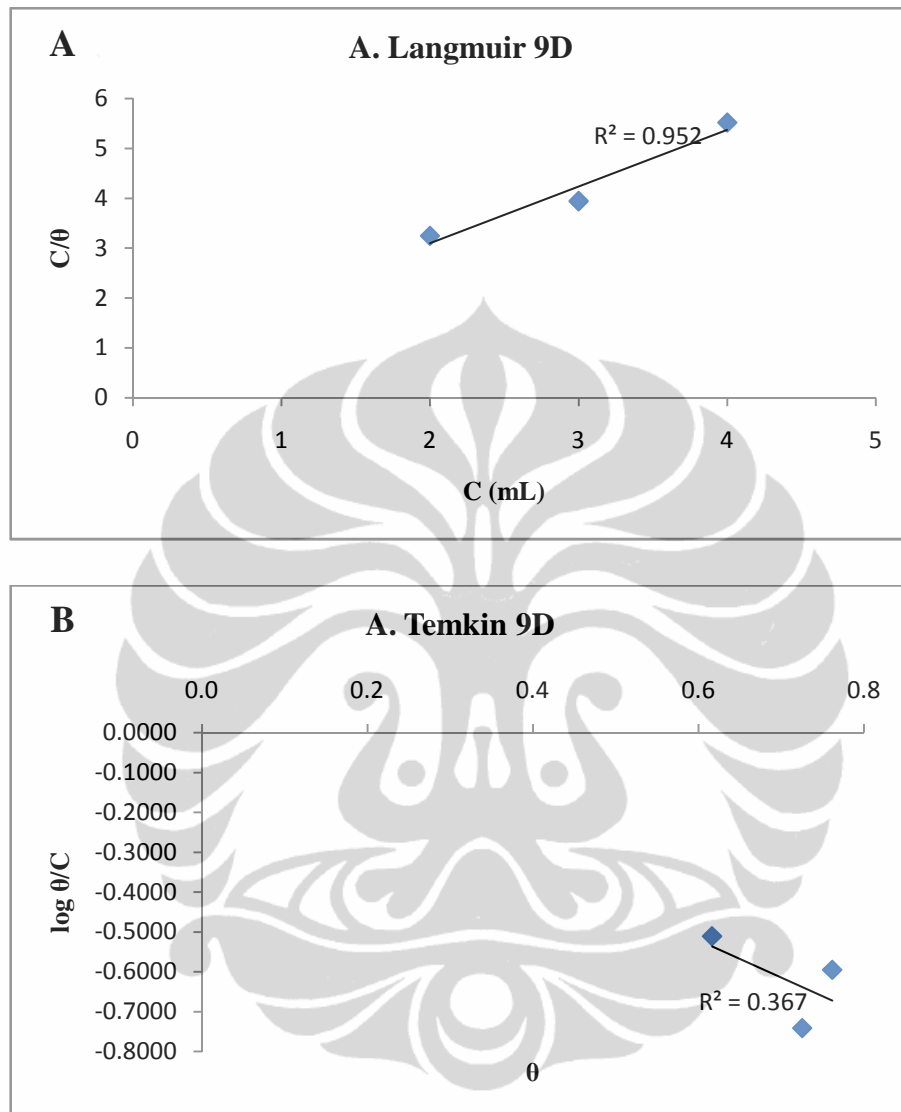 A
A. Langmuir 9D
6
5
4
3
2
1
0
R² = 0.952
C/θ
0 1 2 3 4 5
C (mL)
B
A. Temkin 9D
0.0 0.2 0.4 0.6 0.8
0.0000
-0.1000
-0.2000
-0.3000
-0.4000
-0.5000
-0.6000
-0.7000
-0.8000
log θ/C
R² = 0.367
θ